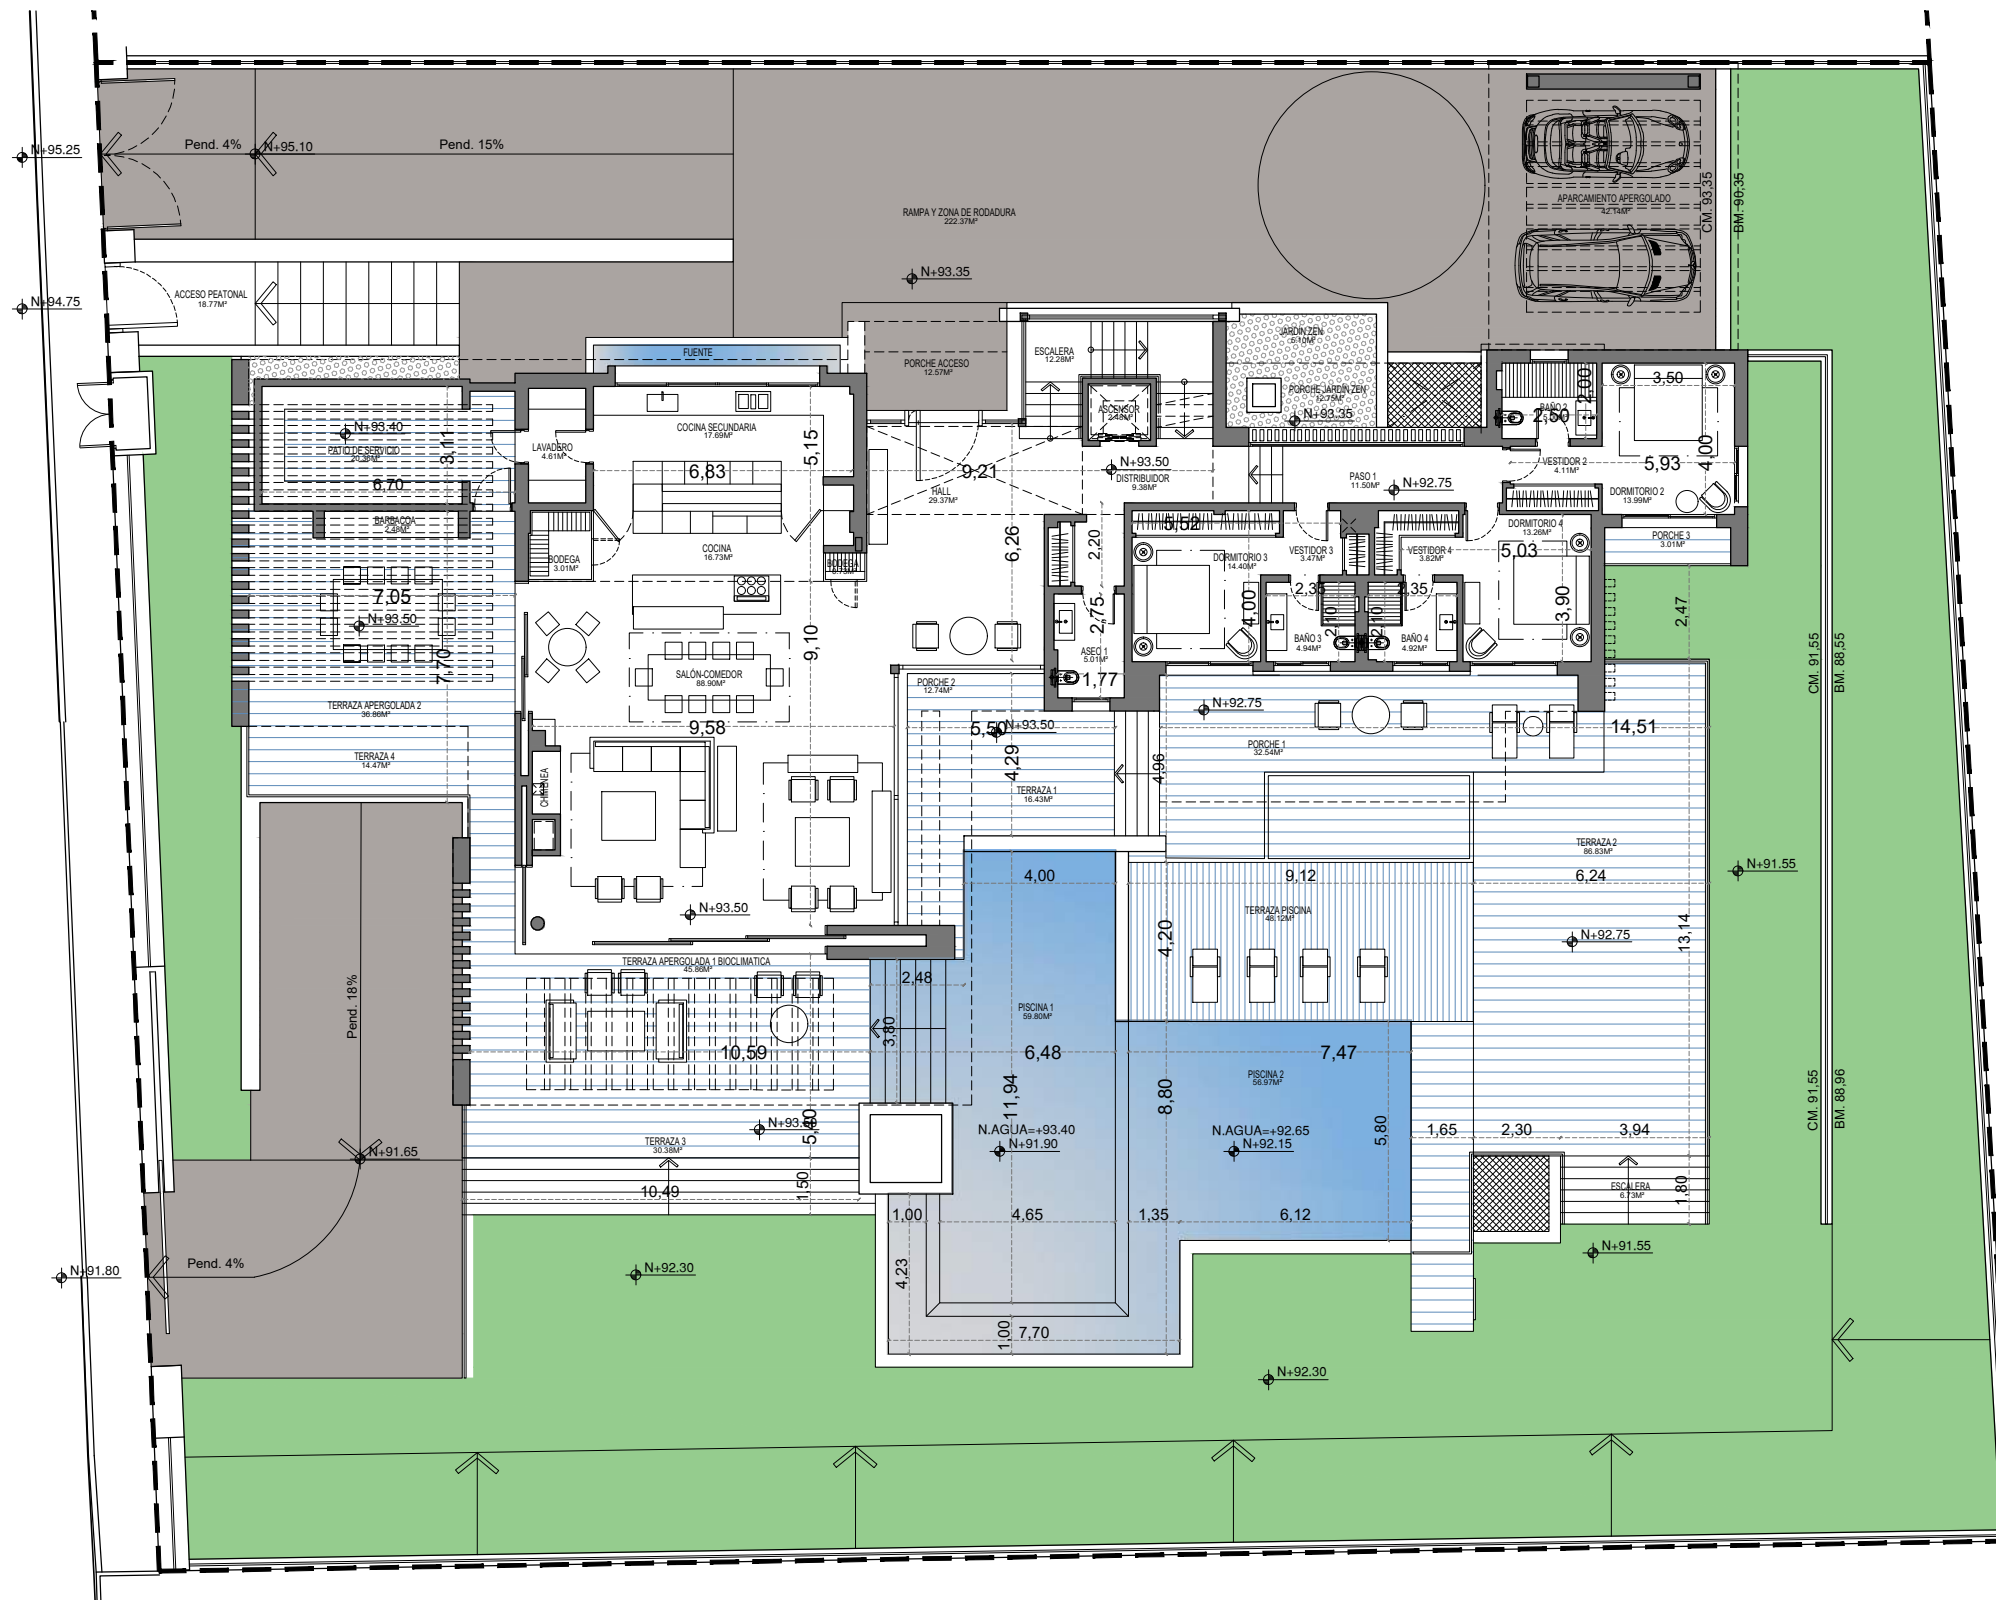 N+95.25
Pend. 4%
N+95.10
Pend. 15%
RAMPA Y ZONA DE RODADURA
222.37M²
APARCAMIENTO APERGOLADO
42.14M²
CM. 93,35
BM. 90,35
N+93.35
ACCESO PEATONAL
18.77M²
N+94.75
FUENTE
PORCHE ACCESO
12.57M²
ESCALERA
12.28M²
JARDIN ZEN
5.10M²
PORCHE JARDIN ZEN
12.75M²
N+93.35
ASCENSOR
2.48M²
BAÑO 2
2,00
2,50
3,50
4,00
5,93
VESTIDOR 2
4.11M²
DORMITORIO 2
13.99M²
N+93.40
PATIO DE SERVICIO
20.36M²
3,11
6,70
LAVADERO
4.61M²
COCINA SECUNDARIA
17.69M²
5,15
6,83
9,21
HALL
29.37M²
N+93.50
DISTRIBUIDOR
9.38M²
PASO 1
11.50M²
N+92.75
BARBACOA
2.48M²
BODEGA
3.01M²
COCINA
16.73M²
BODEGA
6,26
2,20
5,52
DORMITORIO 3
14.40M²
VESTIDOR 3
3.47M²
VESTIDOR 4
3.82M²
DORMITORIO 4
13.26M²
5,03
PORCHE 3
3.01M²
7,05
N+93.50
7,70
2,75
ASEO 1
5.01M²
1,77
4,00
2,35
2,10
BAÑO 3
4.94M²
2,35
2,10
BAÑO 4
4.92M²
3,90
2,47
CM. 91,55
BM. 88,55
9,10
SALÓN-COMEDOR
88.90M²
TERRAZA APERGOLADA 2
36.86M²
9,58
PORCHE 2
12.74M²
5,50
N+93.50
4,29
N+92.75
PORCHE 1
32.54M²
14,51
4,96
TERRAZA 4
14.47M²
CHIMENEA
TERRAZA 1
16.43M²
TERRAZA 2
86.83M²
N+91.55
4,00
9,12
6,24
N+93.50
TERRAZA PISCINA
48.12M²
4,20
N+92.75
13,14
TERRAZA APERGOLADA 1 BIOCLIMATICA
45.86M²
2,48
PISCINA 1
59.80M²
Pend. 18%
3,80
10,59
6,48
7,47
PISCINA 2
56.97M²
11,94
8,80
5,80
CM. 91,55
BM. 88,96
N.AGUA=+93.40
N+91.90
N.AGUA=+92.65
N+92.15
1,65
2,30
3,94
TERRAZA 3
30.38M²
N+91.65
1,50
10,49
1,00
4,65
1,35
6,12
ESCALERA
6.73M²
1,80
N+91.55
Pend. 4%
N+91.80
N+92.30
4,23
1,00
7,70
N+92.30